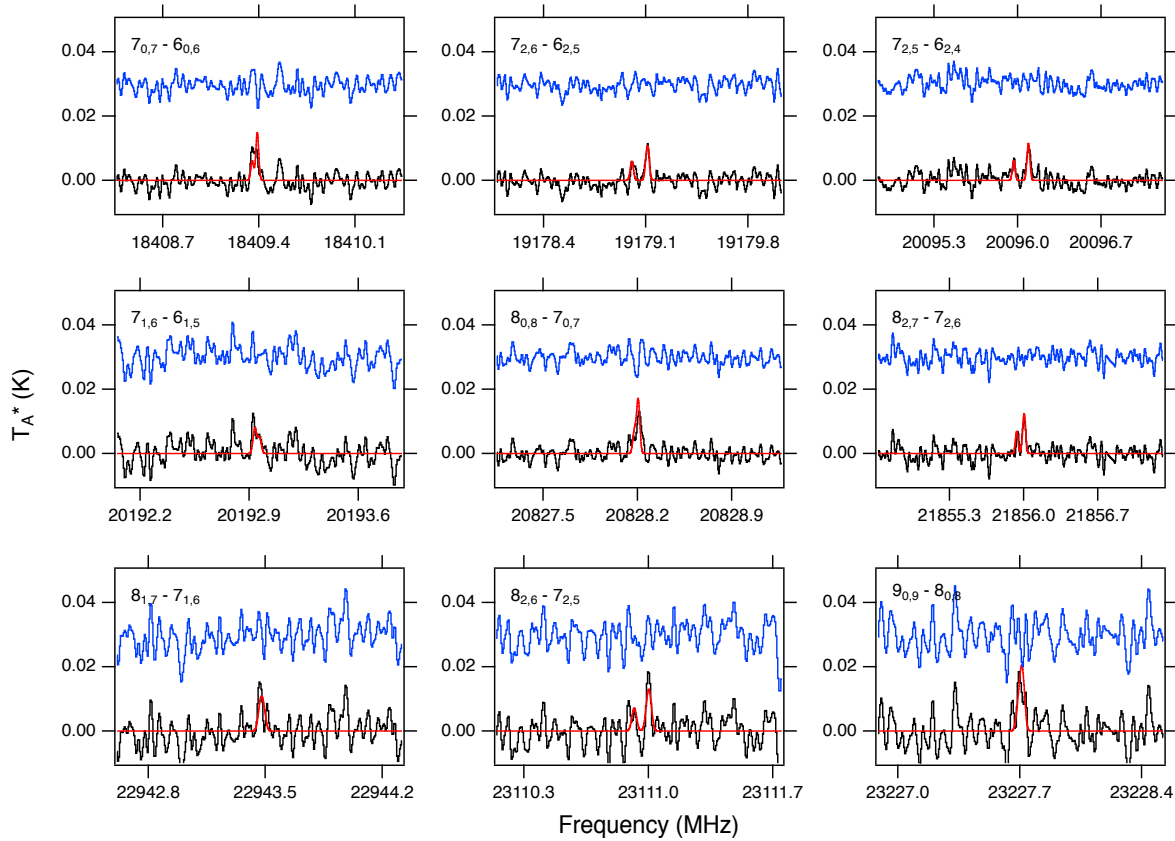 7_{0,7} - 6_{0,6}
7_{2,6} - 6_{2,5}
7_{2,5} - 6_{2,4}
0.04
0.02
0.00
18408.7 18409.4 18410.1
19178.4 19179.1 19179.8
20095.3 20096.0 20096.7
7_{1,6} - 6_{1,5}
8_{0,8} - 7_{0,7}
8_{2,7} - 7_{2,6}
0.04
0.02
0.00
T_A* (K)
20192.2 20192.9 20193.6
20827.5 20828.2 20828.9
21855.3 21856.0 21856.7
8_{1,7} - 7_{1,6}
8_{2,6} - 7_{2,5}
9_{0,9} - 8_{0,8}
0.04
0.02
0.00
22942.8 22943.5 22944.2
23110.3 23111.0 23111.7
23227.0 23227.7 23228.4
Frequency (MHz)